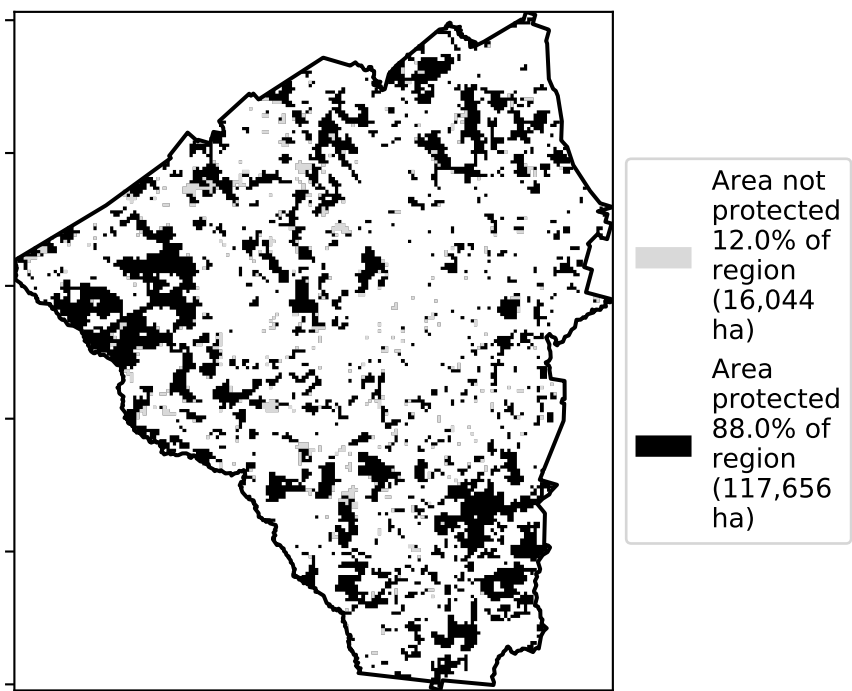 Area not
protected
12.0% of
region
(16,044
ha)
Area
protected
88.0% of
region
(117,656
ha)